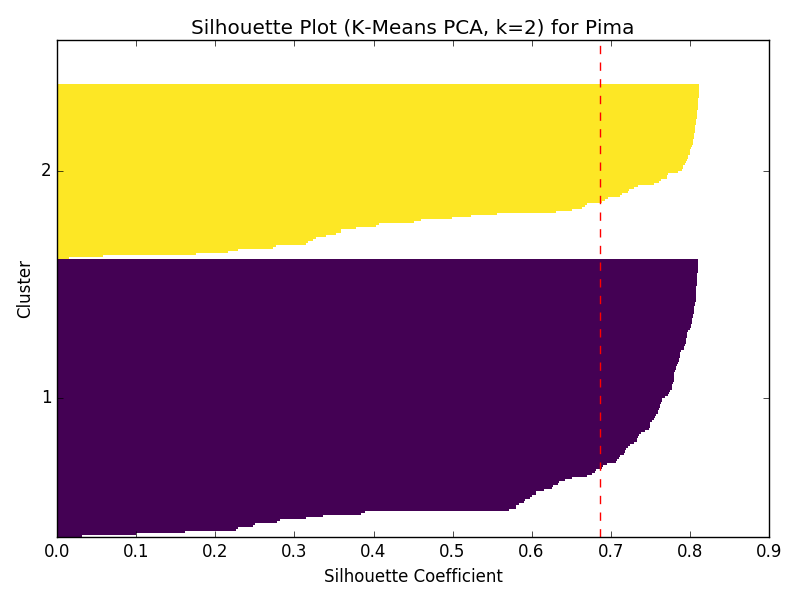 Silhouette Plot (K-Means PCA, k=2) for Pima
2
1
Cluster
0.0 0.1 0.2 0.3 0.4 0.5 0.6 0.7 0.8 0.9
Silhouette Coefficient